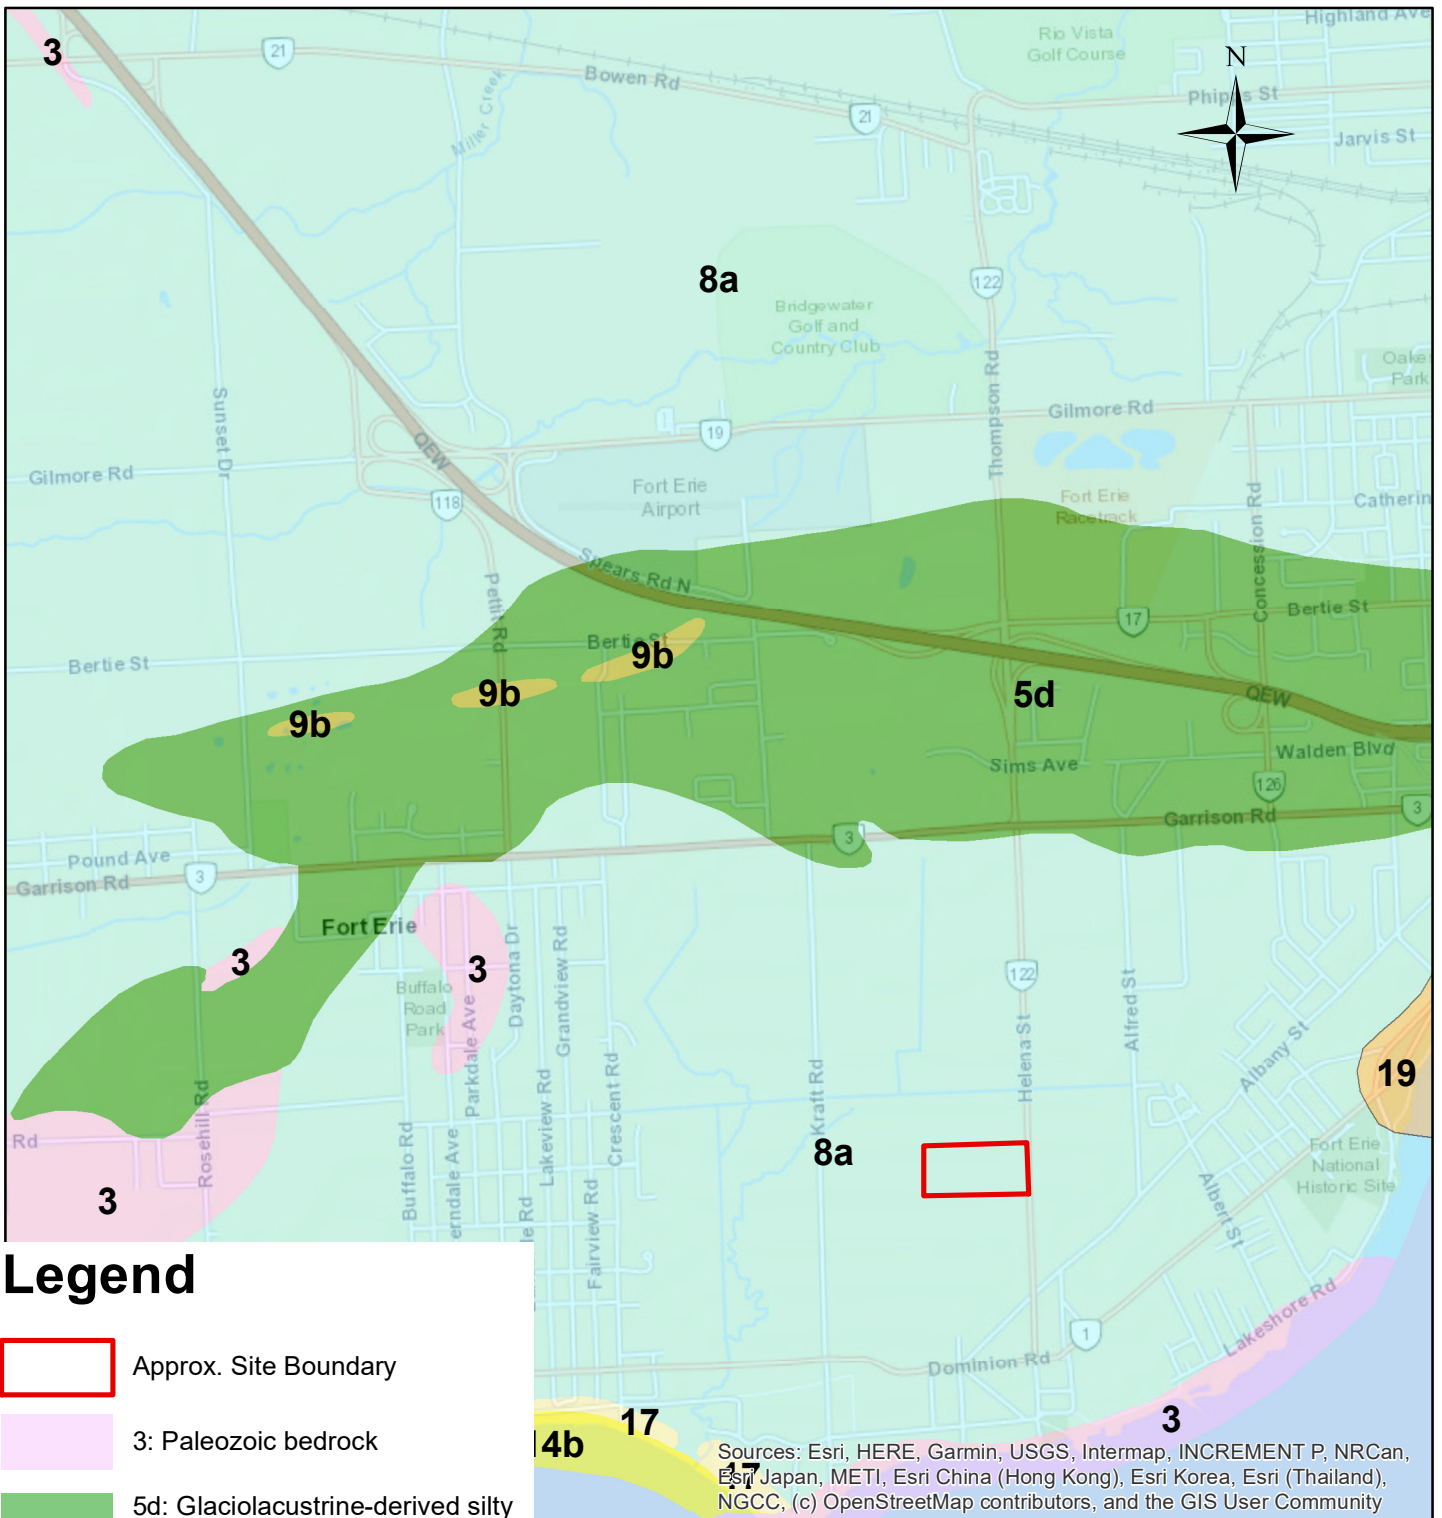 Highland Ave
3
21
Rio Vista
Golf Course
N
Bowen Rd
Miller Creek
Phipps St
21
Jarvis St
8a
122
Bridgewater
Golf and
Country Club
Oake
Park
Thompson Rd
Gilmore Rd
Sunset Dr
19
QEW
Gilmore Rd
118
Fort Erie
Airport
Fort Erie
Racetrack
Catherin
Concession Rd
Spears Rd N
Pettit Rd
17
Bertie St
Bertie St
Bertie St
9b
9b
9b
5d
QEW
Walden Blvd
Sims Ave
126
3
Garrison Rd
3
Pound Ave
Garrison Rd
3
Fort Erie
3
3
Buffalo
Road
Park
Daytona Dr
Grandview Rd
122
Alfred St
Parkdale Ave
Helena St
Albany St
19
Rosehill Rd
Lakeview Rd
Crescent Rd
Kraft Rd
Rd
Buffalo Rd
erndale Ave
8a
Fort Erie
National
Historic Site
3
Albert St
le Rd
Fairview Rd
Legend
Approx. Site Boundary
3: Paleozoic bedrock
5d: Glaciolacustrine-derived silty
1
Lakeshore Rd
Dominion Rd
17
4b
3
17
Sources: Esri, HERE, Garmin, USGS, Intermap, INCREMENT P, NRCan,
Esri Japan, METI, Esri China (Hong Kong), Esri Korea, Esri (Thailand),
NGCC, (c) OpenStreetMap contributors, and the GIS User Community